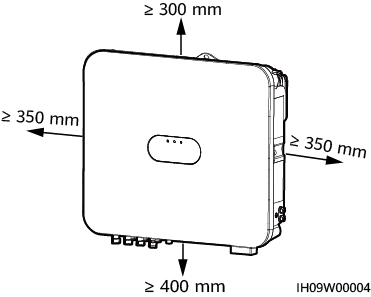 ≥ 300 mm
≥ 350 mm
≥ 350 mm
≥ 400 mm
IH09W00004